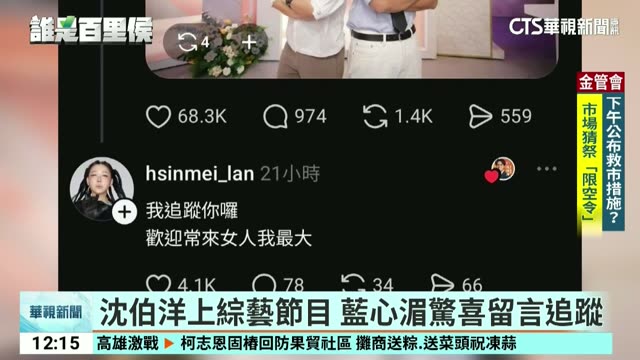 誰是百里侯
CTS華視新聞
4
68.3K
974
1.4K
559
金管會
下午公布救市措施?
市場猜祭「限空令」
hsinmei_lan 21小時
我追蹤你囉
歡迎常來女人我最大
4.1K
78
34
66
華視新聞
沈伯洋上綜藝節目 藍心湄驚喜留言追蹤
12:15
高雄激戰 ▶ 柯志恩固樁回防果貿社區 攤商送粽.送菜頭祝凍蒜